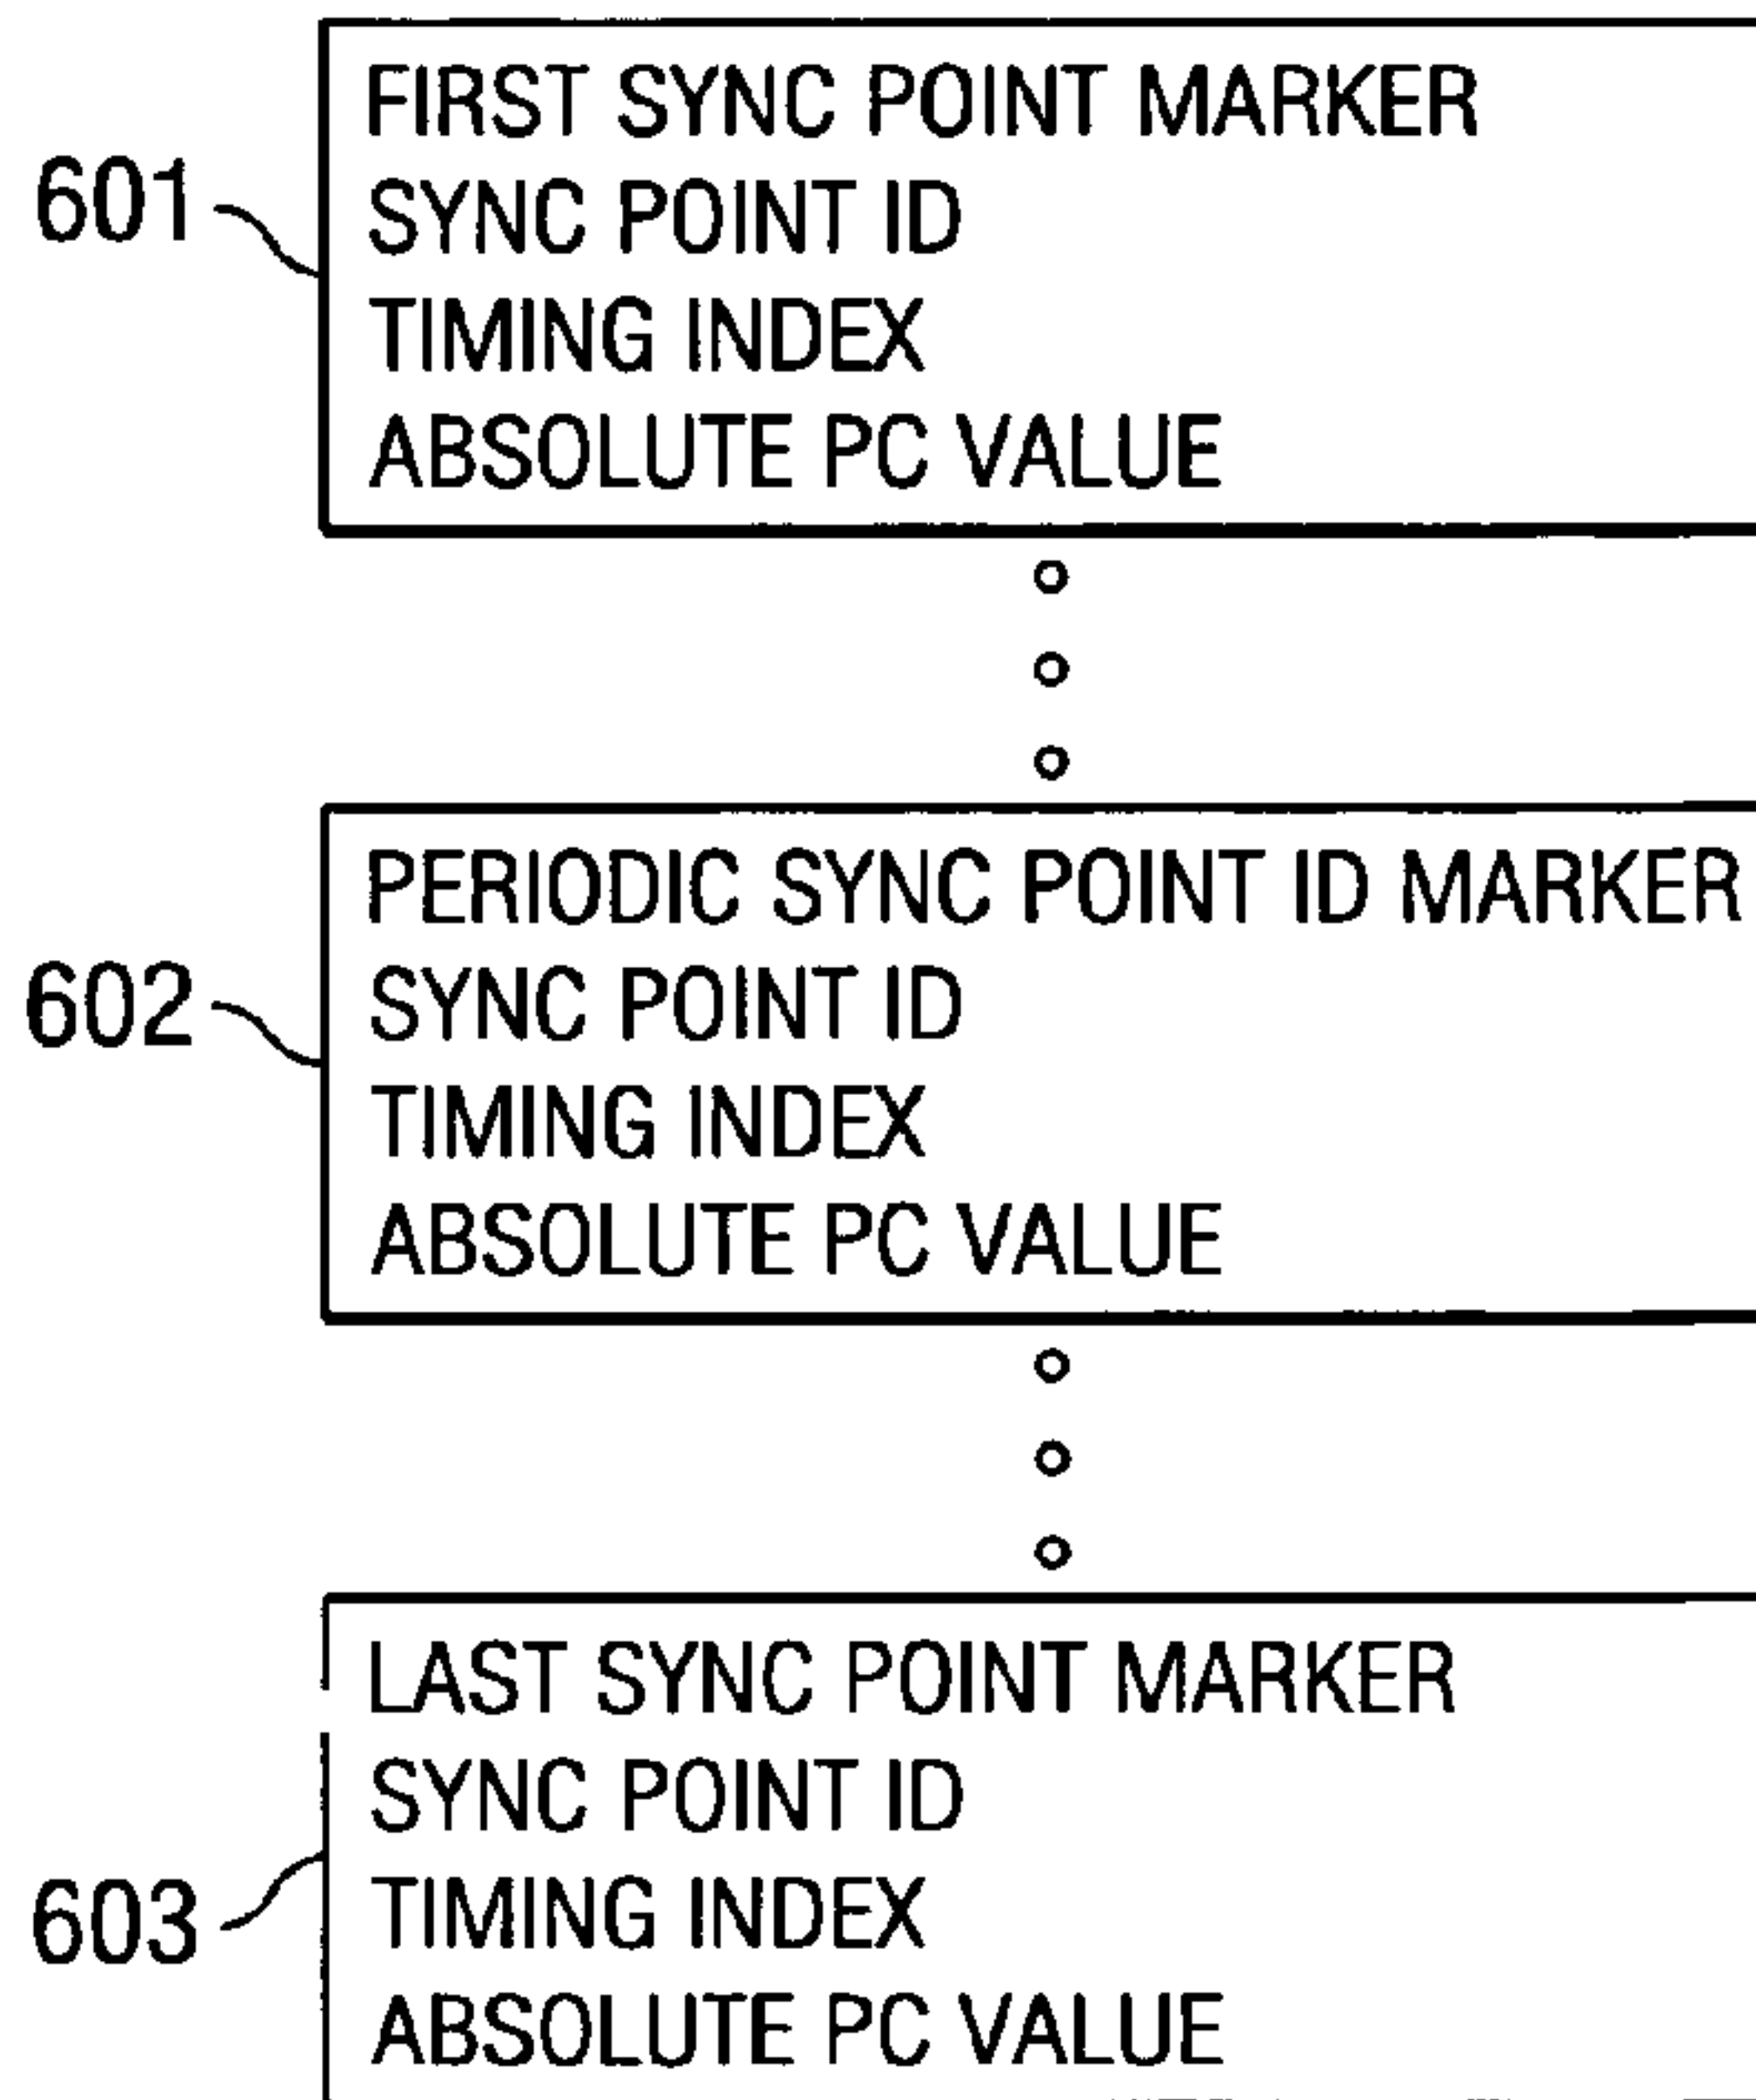 FIRST SYNC POINT MARKER
601
SYNC POINT ID
TIMING INDEX
ABSOLUTE PC VALUE
PERIODIC SYNC POINT ID MARKER
602
SYNC POINT ID
TIMING INDEX
ABSOLUTE PC VALUE
LAST SYNC POINT MARKER
SYNC POINT ID
603
TIMING INDEX
ABSOLUTE PC VALUE